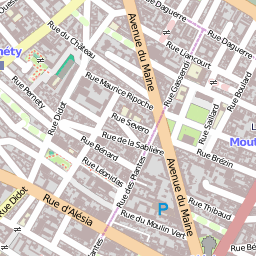 Rue Daguerre
Avenue du Maine
Rue du Château
Rue Daguerre
Rue Liancourt
Rue Gassendi
Rue Boulard
Rue Maurice Ripoche
Rue Pernety
Rue Didot
Rue Severo
Rue Saillard
Rue de la Sablière
Rue Bénard
Rue Brézin
Rue Léonidas
Rue des Plantes
Avenue du Maine
Rue Didot
Rue d'Alésia
P
Rue Thibaud
Rue du Moulin Vert